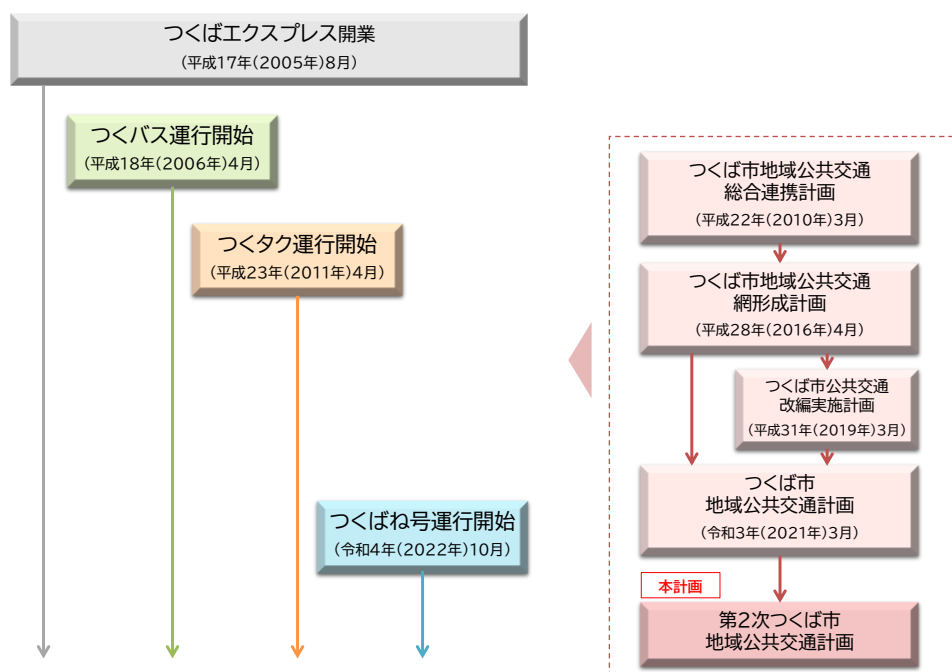 つくばエクスプレス開業
(平成17年(2005年)8月)
つくバス運行開始
(平成18年(2006年)4月)
つくタク運行開始
(平成23年(2011年)4月)
つくばね号運行開始
(令和4年(2022年)10月)
つくば市地域公共交通
総合連携計画
(平成22年(2010年)3月)
つくば市地域公共交通
網形成計画
(平成28年(2016年)4月)
つくば市公共交通
改編実施計画
(平成31年(2019年)3月)
つくば市
地域公共交通計画
(令和3年(2021年)3月)
本計画
第2次つくば市
地域公共交通計画